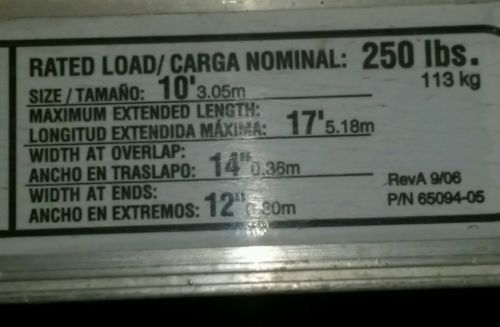 RATED LOAD/ CARGA NOMINAL: 250 lbs.
113 kg
SIZE / TAMAÑO: 10' 3.05m
MAXIMUM EXTENDED LENGTH:
LONGITUD EXTENDIDA MÁXIMA: 17' 5.18m
WIDTH AT OVERLAP:
ANCHO EN TRASLAPO: 14" 0.36m
WIDTH AT ENDS:
ANCHO EN EXTREMOS: 12" 0.30m
RevA 9/06
P/N 65094-05